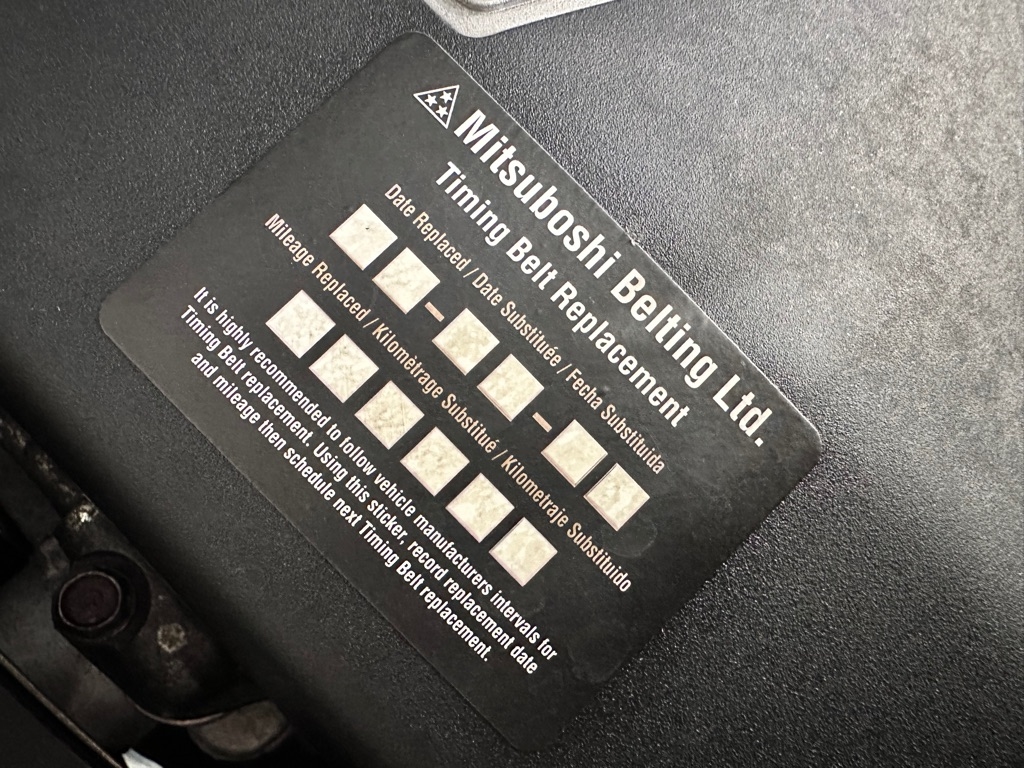 Mitsuboshi Belting Ltd.
Timing Belt Replacement
Date Replaced / Date Substituée / Fecha Substituida
Mileage Replaced / Kilomètrage Substitué / Kilometraje Substituido
It is highly recommended to follow vehicle manufacturers intervals for
Timing Belt replacement. Using this sticker, record replacement date
and mileage then schedule next Timing Belt replacement.